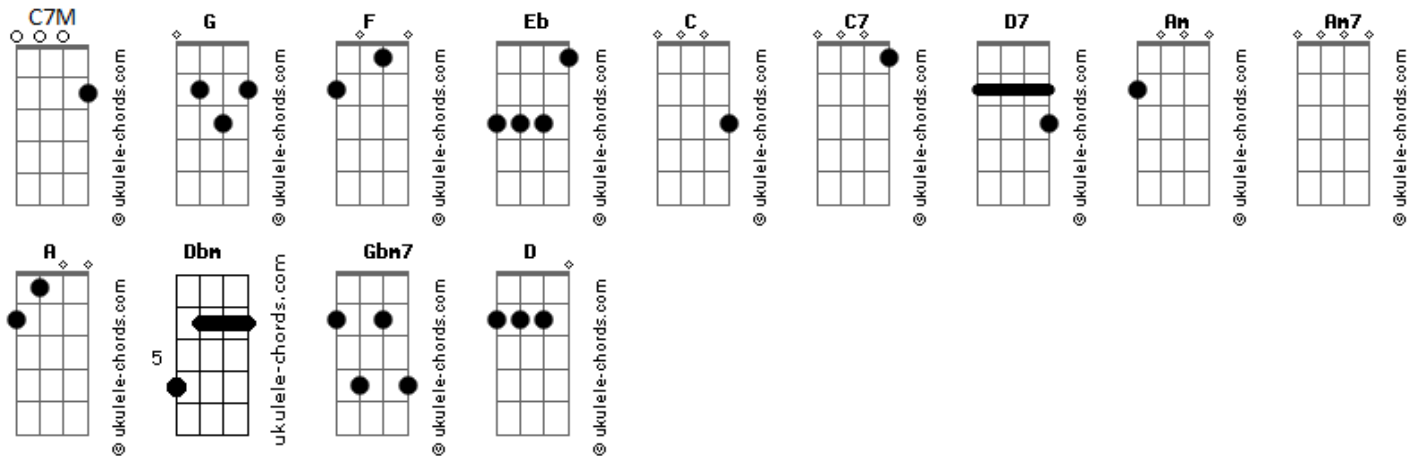 C7M G F Eb C C7 D7 Am Am7
© ukulele-chords.com © ukulele-chords.com © ukulele-chords.com © ukulele-chords.com © ukulele-chords.com © ukulele-chords.com © ukulele-chords.com © ukulele-chords.com © ukulele-chords.com
A Dbm Gbm7 D
5
© ukulele-chords.com ukulele-chords.com © ukulele-chords.com © ukulele-chords.com